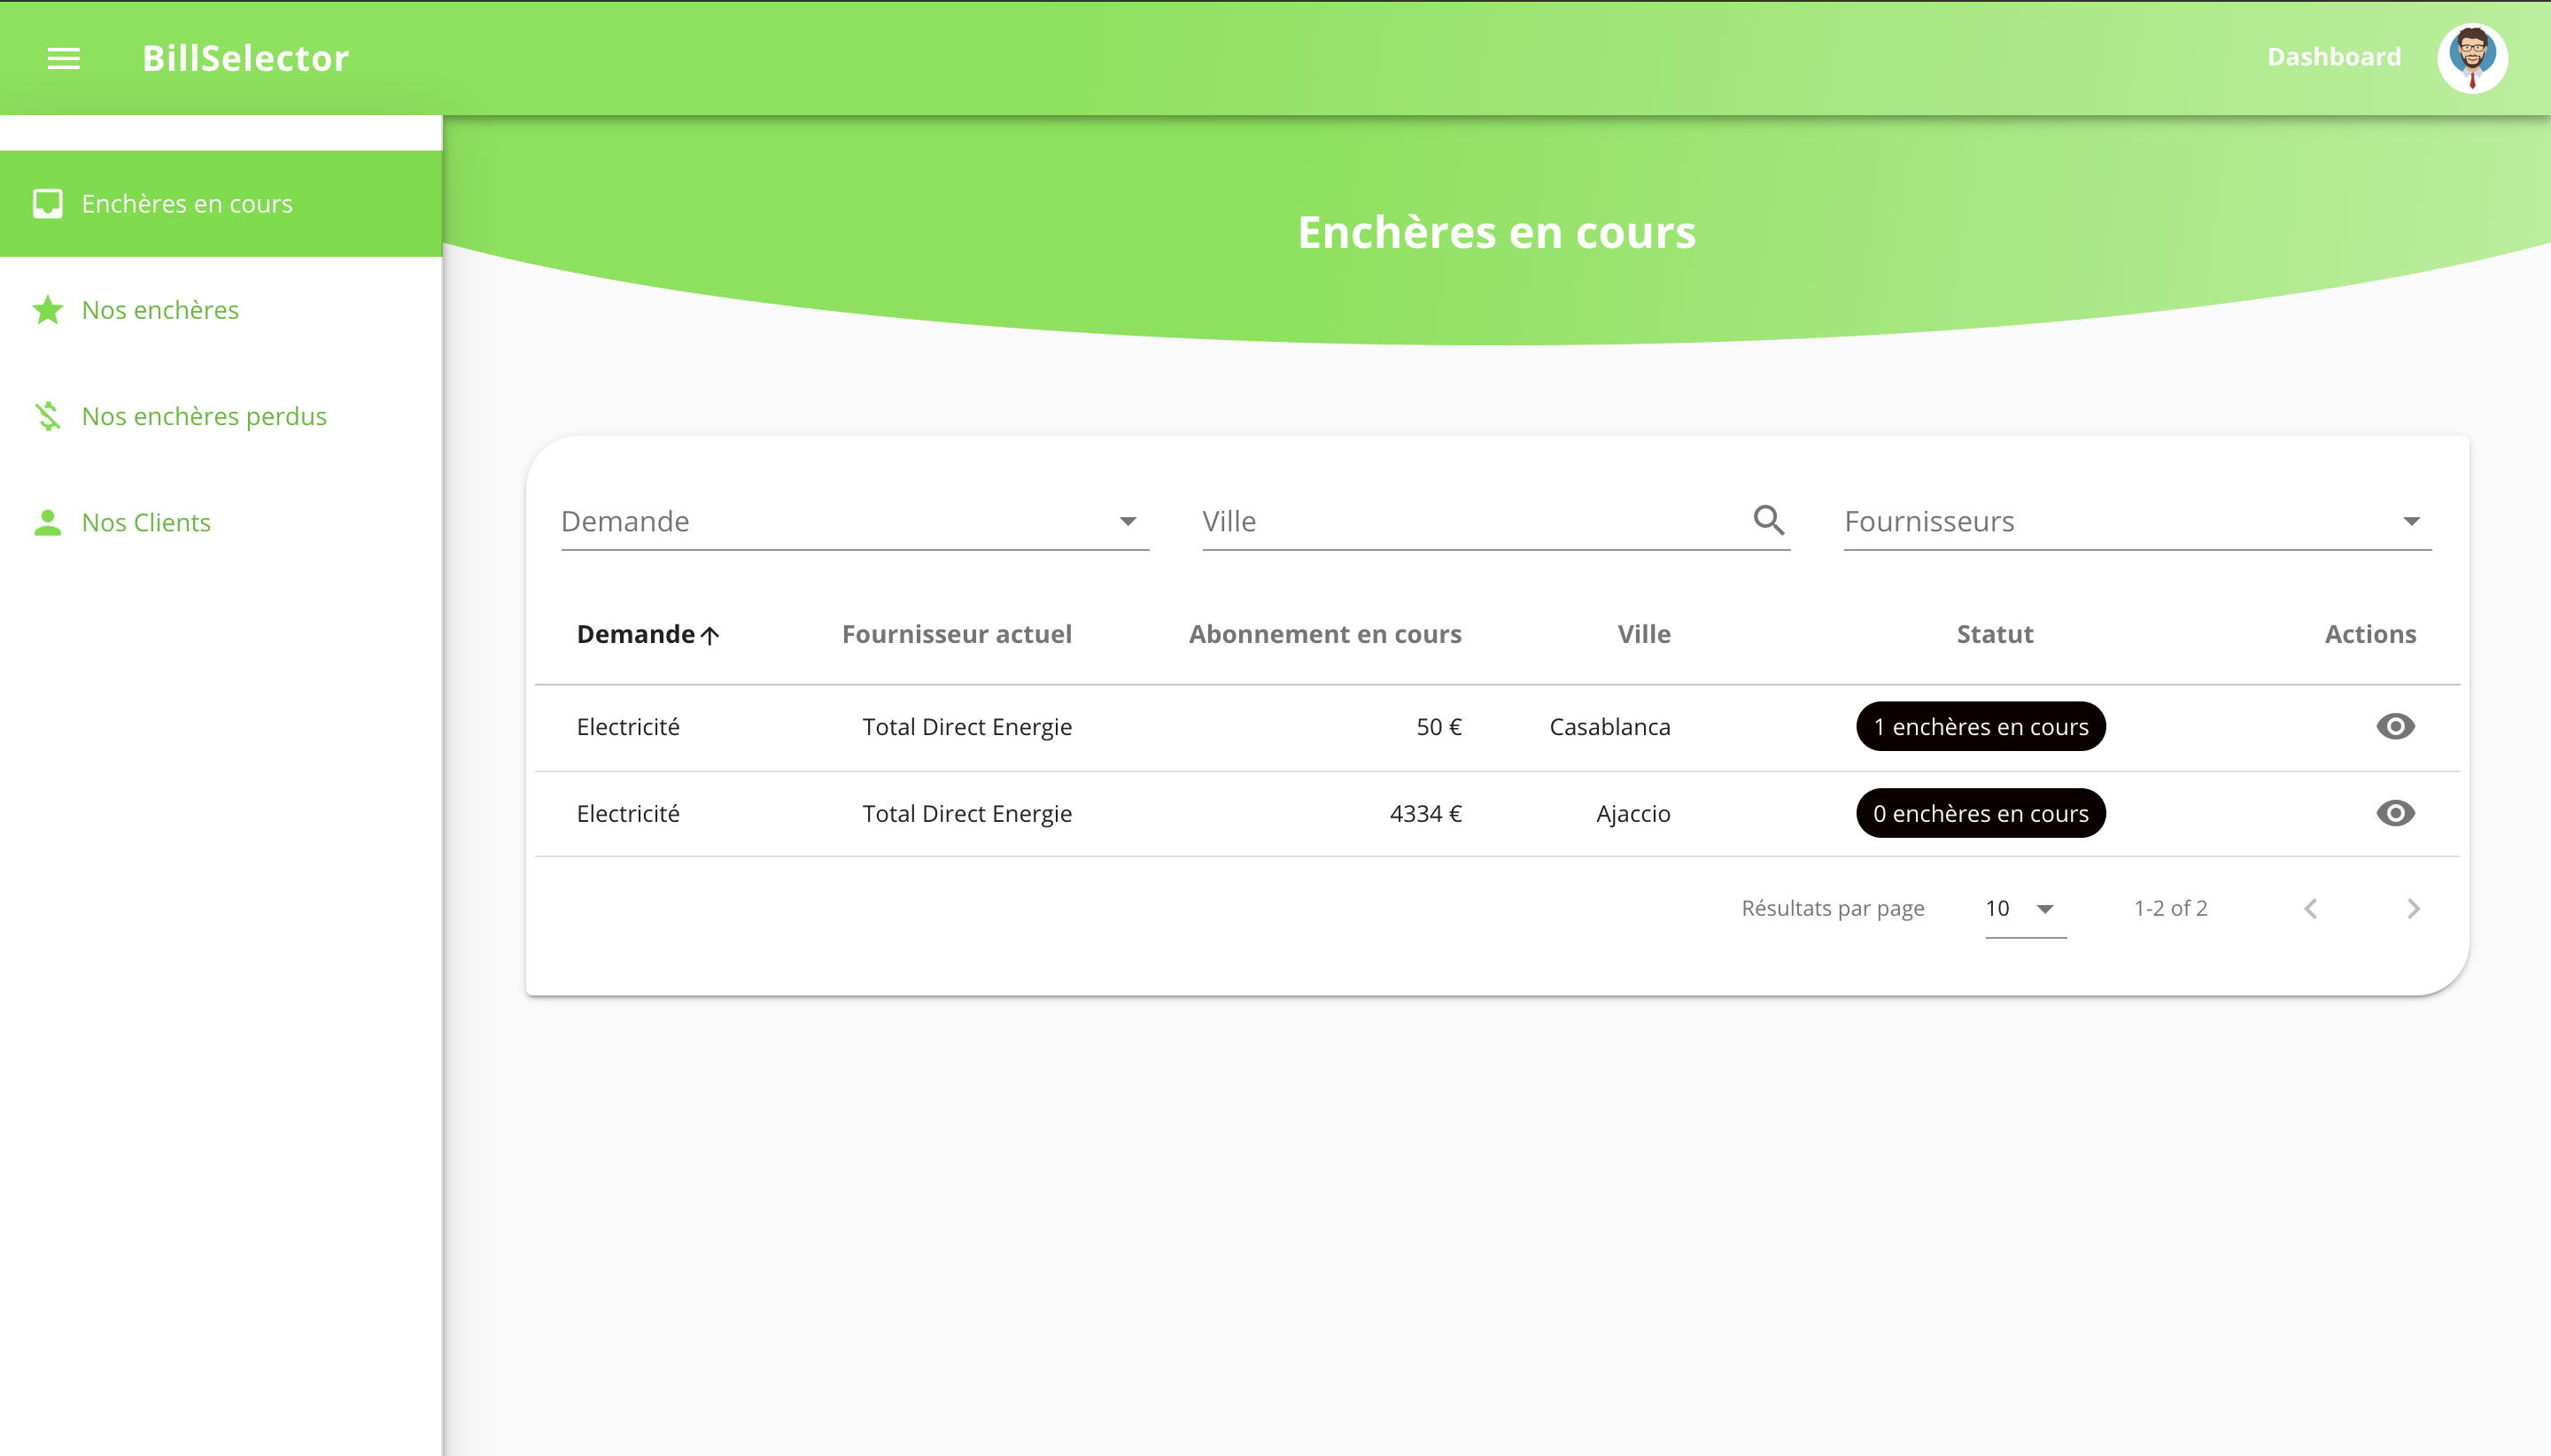 BillSelector
Dashboard
Enchères en cours
Nos enchères
Nos enchères perdus
Nos Clients
Enchères en cours
Demande Ville Fournisseurs
Demande Fournisseur actuel Abonnement en cours Ville Statut Actions
Electricité Total Direct Energie 50 € Casablanca 1 enchères en cours
Electricité Total Direct Energie 4334 € Ajaccio 0 enchères en cours
Résultats par page 10 1-2 of 2